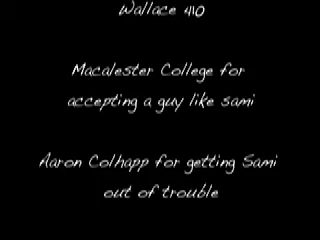 Wallace 410
Macalester College for
accepting a guy like sami
Aaron Colhapp for getting Sami
out of trouble